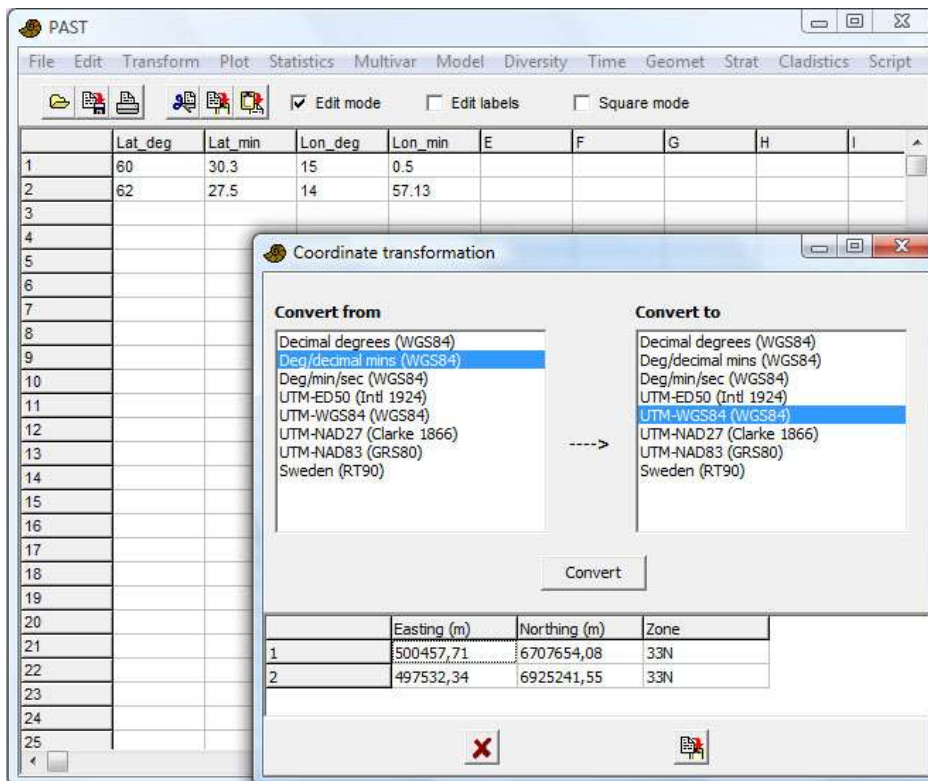 PAST
File Edit Transform Plot Statistics Multivar Model Diversity Time Geomet Strat Cladistics Script
Edit mode Edit labels Square mode
Lat_deg Lat_min Lon_deg Lon_min E F G H I
1 60 30.3 15 0.5
2 62 27.5 14 57.13
3
4
5
6
7
8
9
10
11
12
13
14
15
16
17
18
19
20
21
22
23
24
25
Coordinate transformation
Convert from
Decimal degrees (WGS84)
Deg/decimal mins (WGS84)
Deg/min/sec (WGS84)
UTM-ED50 (Intl 1924)
UTM-WGS84 (WGS84)
UTM-NAD27 (Clarke 1866)
UTM-NAD83 (GRS80)
Sweden (RT90)
---->
Convert to
Decimal degrees (WGS84)
Deg/decimal mins (WGS84)
Deg/min/sec (WGS84)
UTM-ED50 (Intl 1924)
UTM-WGS84 (WGS84)
UTM-NAD27 (Clarke 1866)
UTM-NAD83 (GRS80)
Sweden (RT90)
Convert
Easting (m) Northing (m) Zone
1 500457,71 6707654,08 33N
2 497532,34 6925241,55 33N